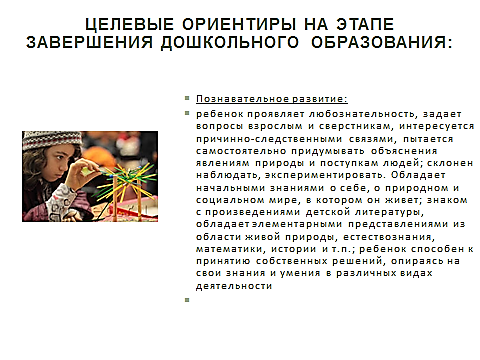 ЦЕЛЕВЫЕ ОРИЕНТИРЫ НА ЭТАПЕ
ЗАВЕРШЕНИЯ ДОШКОЛЬНОГО ОБРАЗОВАНИЯ:
Познавательное развитие:
ребенок проявляет любознательность, задает
вопросы взрослым и сверстникам, интересуется
причинно-следственными связями, пытается
самостоятельно придумывать объяснения
явлениям природы и поступкам людей; склонен
наблюдать, экспериментировать. Обладает
начальными знаниями о себе, о природном и
социальном мире, в котором он живет; знаком
с произведениями детской литературы,
обладает элементарными представлениями из
области живой природы, естествознания,
математики, истории и т.п.; ребенок способен к
принятию собственных решений, опираясь на
свои знания и умения в различных видах
деятельности